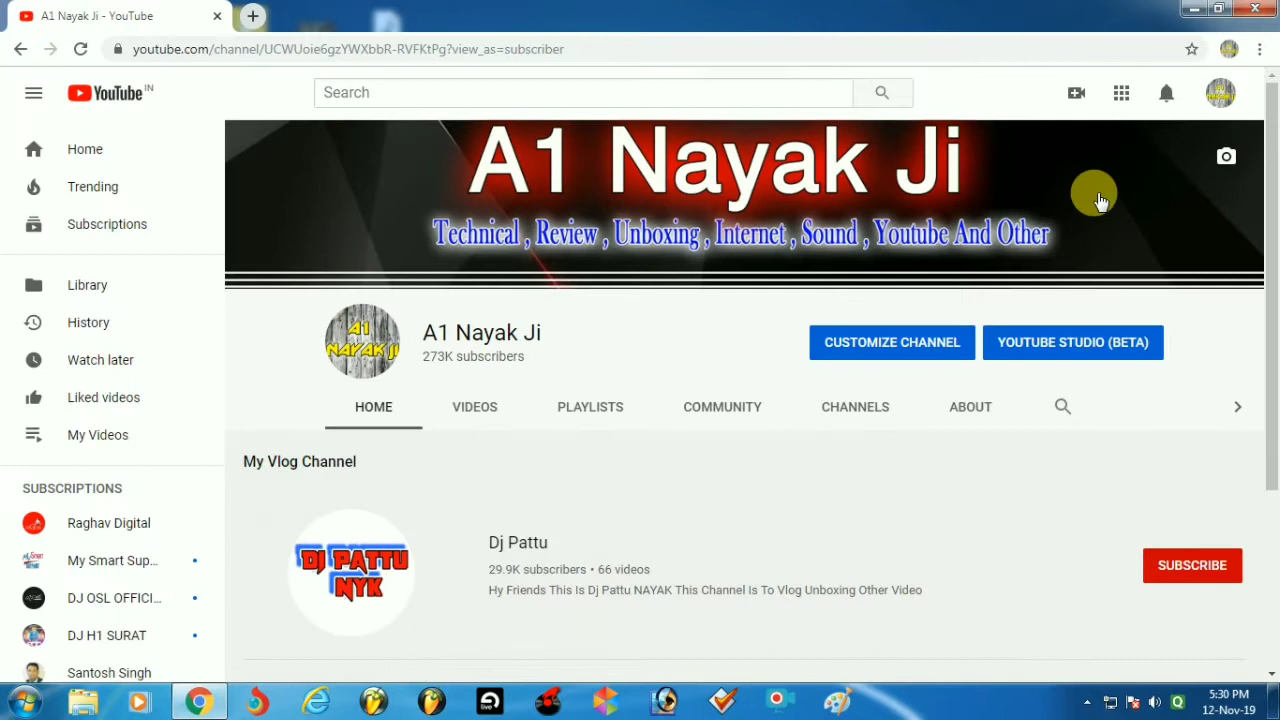 A1 Nayak Ji - YouTube
youtube.com/channel/UCWUoie6gzYWXbbR-RVFKtPg?view_as=subscriber
YouTube IN
Search
Home
Trending
Subscriptions
Library
History
Watch later
Liked videos
My Videos
SUBSCRIPTIONS
Raghav Digital
My Smart Sup...
DJ OSL OFFICI...
DJ H1 SURAT
Santosh Singh
A1 Nayak Ji
Technical , Review , Unboxing , Internet , Sound , Youtube And Other
A1
NAYAK JI
A1 Nayak Ji
273K subscribers
CUSTOMIZE CHANNEL
YOUTUBE STUDIO (BETA)
HOME
VIDEOS
PLAYLISTS
COMMUNITY
CHANNELS
ABOUT
My Vlog Channel
DJ PATTU
NYK
Dj Pattu
29.9K subscribers • 66 videos
Hy Friends This Is Dj Pattu NAYAK This Channel Is To Vlog Unboxing Other Video
SUBSCRIBE
live
5:30 PM
12-Nov-19